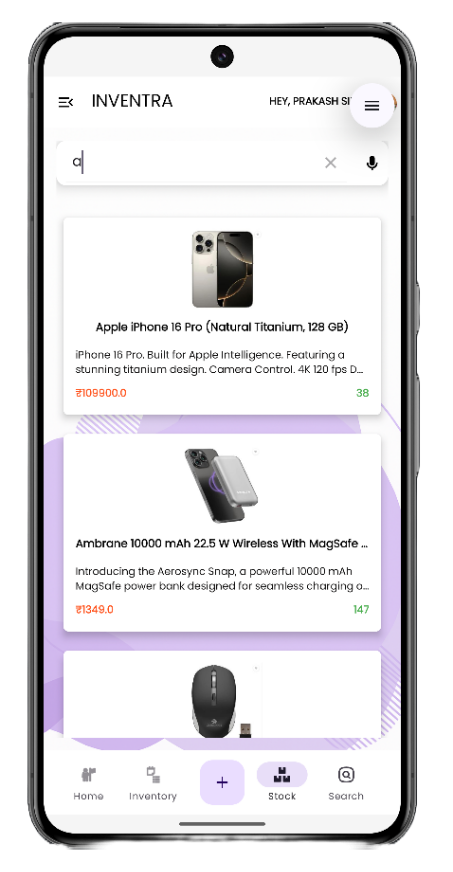 INVENTRA
HEY, PRAKASH
a
Apple iPhone 16 Pro (Natural Titanium, 128 GB)
iPhone 16 Pro. Built for Apple Intelligence. Featuring a
stunning titanium design. Camera Control. 4K 120 fps D...
₹109900.0 38
Ambrane 10000 mAh 22.5 W Wireless With MagSafe ...
Introducing the Aerosync Snap, a powerful 10000 mAh
MagSafe power bank designed for seamless charging o...
₹1349.0 147
Home Inventory + Stock Search